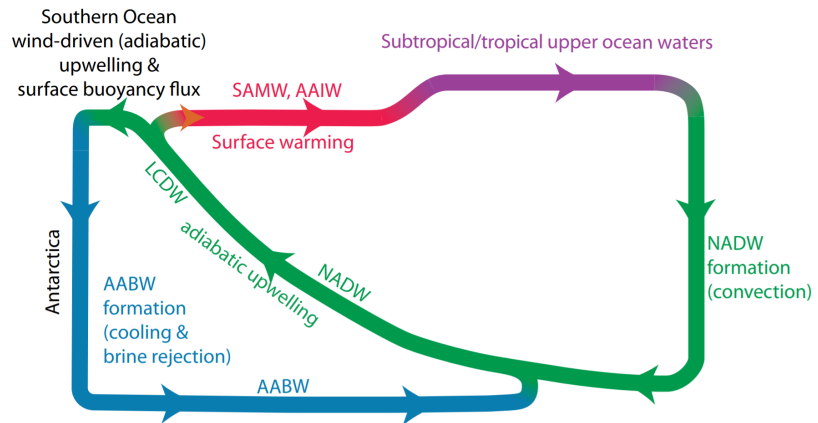 Southern Ocean
wind-driven (adiabatic)
upwelling &
surface buoyancy flux
SAMW, AAIW
Surface warming
Subtropical/tropical upper ocean waters
LCDW
adiabatic upwelling
NADW
NADW
formation
(convection)
Antarctica
AABW
formation
(cooling &
brine rejection)
AABW